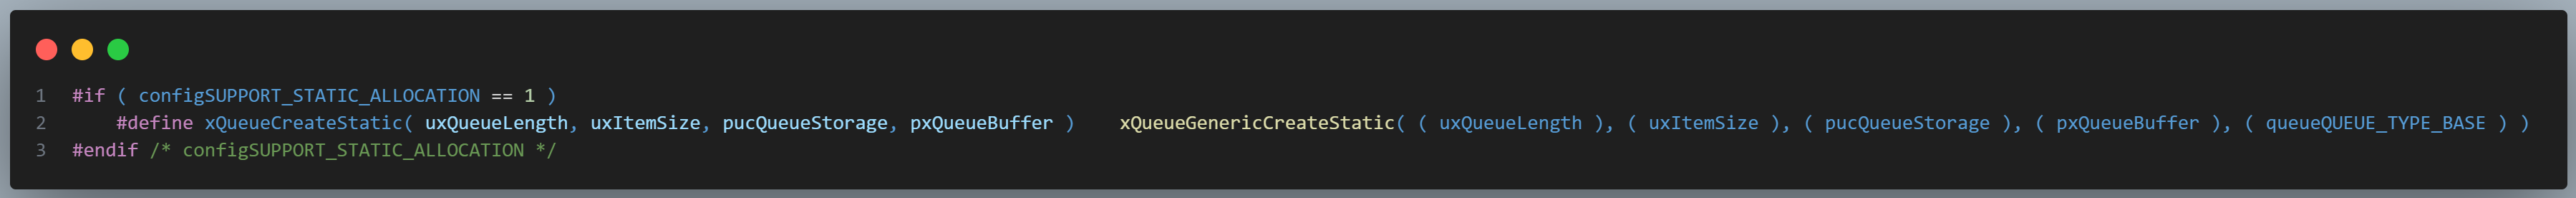 1 #if ( configSUPPORT_STATIC_ALLOCATION == 1 )
2     #define xQueueCreateStatic( uxQueueLength, uxItemSize, pucQueueStorage, pxQueueBuffer )    xQueueGenericCreateStatic( ( uxQueueLength ), ( uxItemSize ), ( pucQueueStorage ), ( pxQueueBuffer ), ( queueQUEUE_TYPE_BASE ) )
3 #endif /* configSUPPORT_STATIC_ALLOCATION */